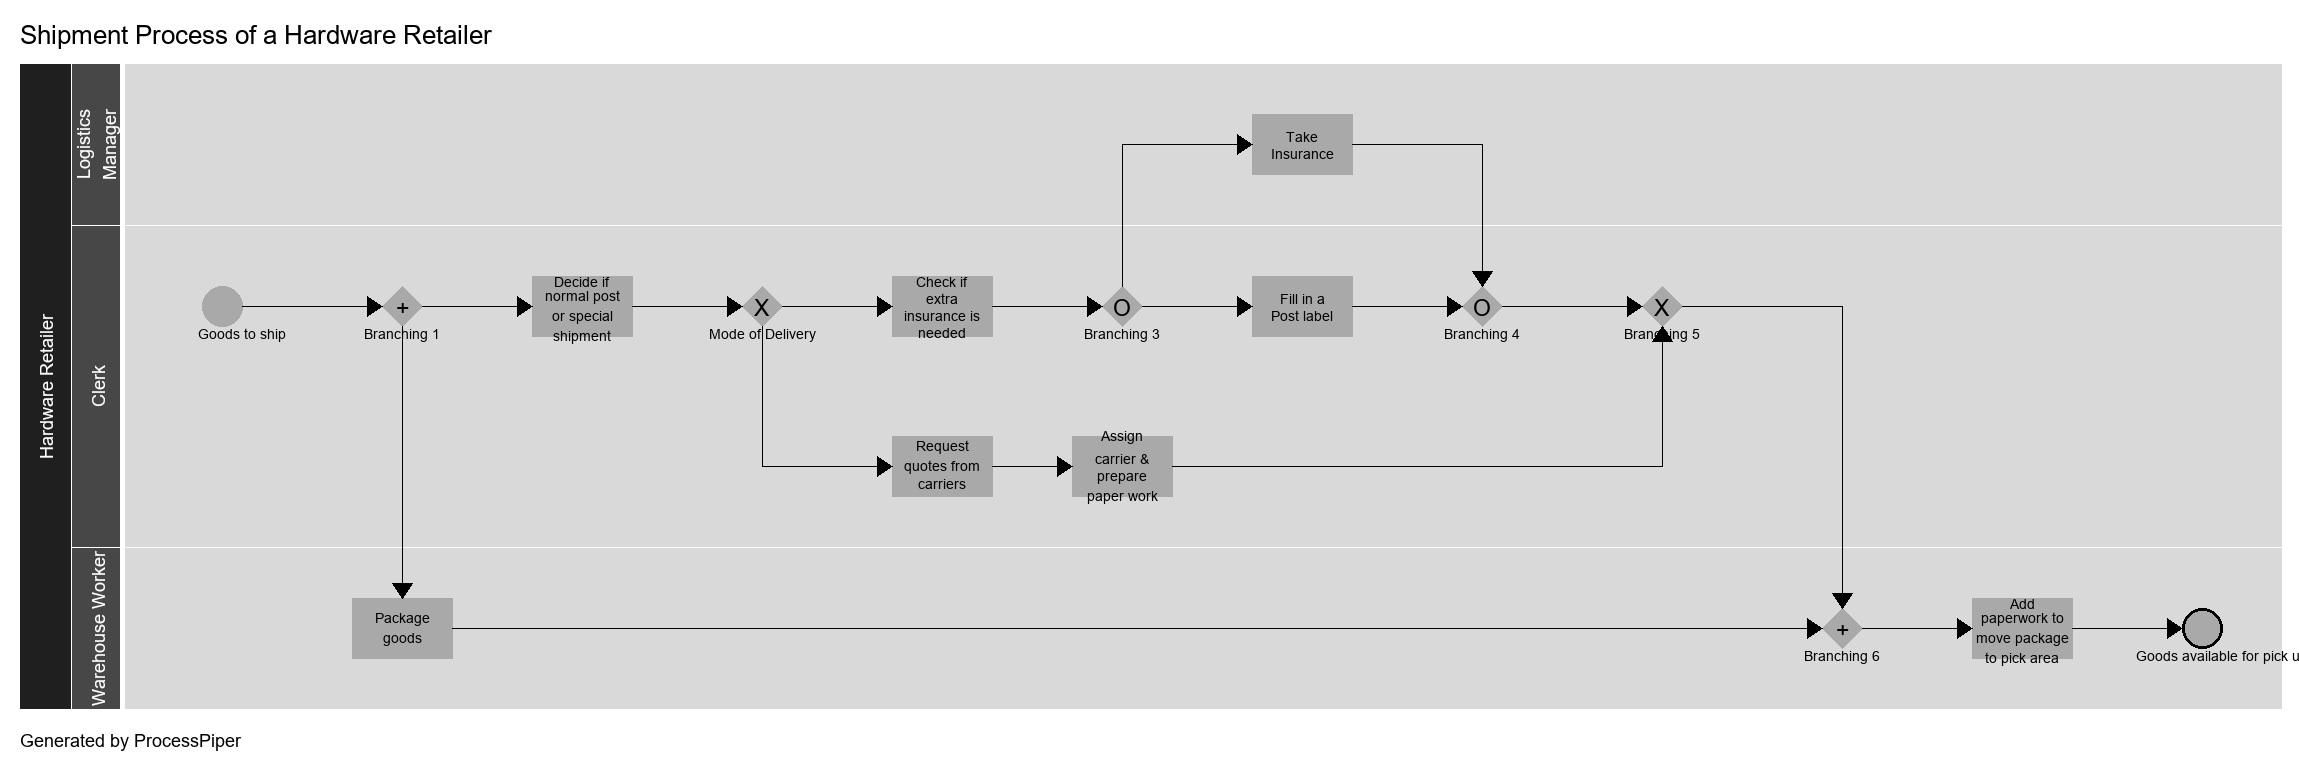 Shipment Process of a Hardware Retailer
Hardware Retailer
Logistics
Manager
Take
Insurance
Clerk
Goods to ship
+
Branching 1
Decide if
normal post
or special
shipment
X
Mode of Delivery
Check if
extra
insurance is
needed
O
Branching 3
Fill in a
Post label
O
Branching 4
X
Branching 5
Request
quotes from
carriers
Assign
carrier &
prepare
paper work
Warehouse Worker
Package
goods
+
Branching 6
Add
paperwork to
move package
to pick area
Goods available for pick u
Generated by ProcessPiper